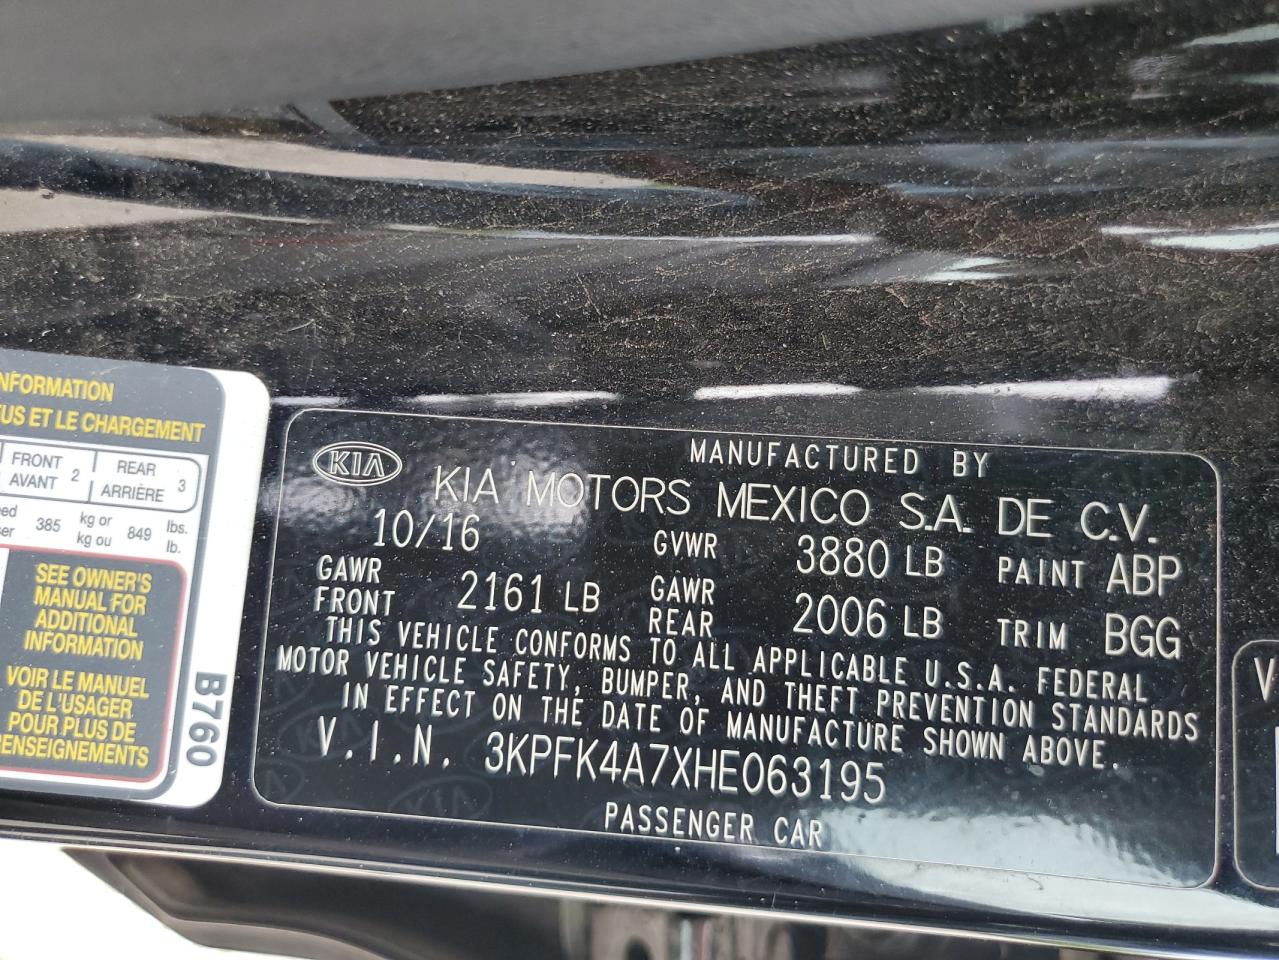 NFORMATION
US ET LE CHARGEMENT
FRONT
AVANT 2
REAR
ARRIÈRE 3
385 kg or 849 lbs.
kg ou lb.
SEE OWNER'S
MANUAL FOR
ADDITIONAL
INFORMATION
VOIR LE MANUEL
DE L'USAGER
POUR PLUS DE
RENSEIGNEMENTS
B760
KIA
MANUFACTURED BY
KIA MOTORS MEXICO S.A. DE C.V.
10/16 GVWR 3880 LB PAINT ABP
GAWR FRONT 2161 LB GAWR REAR 2006 LB TRIM BGG
THIS VEHICLE CONFORMS TO ALL APPLICABLE U.S.A. FEDERAL
MOTOR VEHICLE SAFETY, BUMPER, AND THEFT PREVENTION STANDARDS
IN EFFECT ON THE DATE OF MANUFACTURE SHOWN ABOVE.
V.I.N. 3KPFK4A7XHE063195
PASSENGER CAR
V